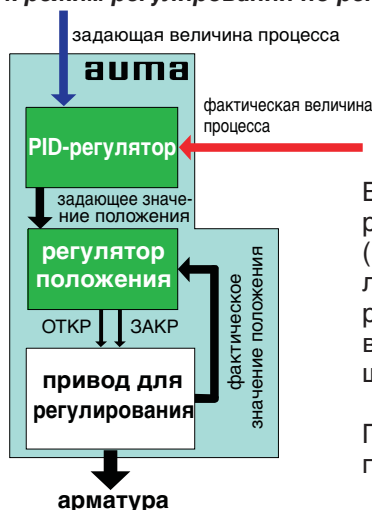 задающая величина процесса
auma
фактическая величина
процесса
PID-регулятор
задающее значе-
ние положения
регулятор
положения
фактическое
значение положения
ОТКР ЗАКР
привод для
регулирования
арматура